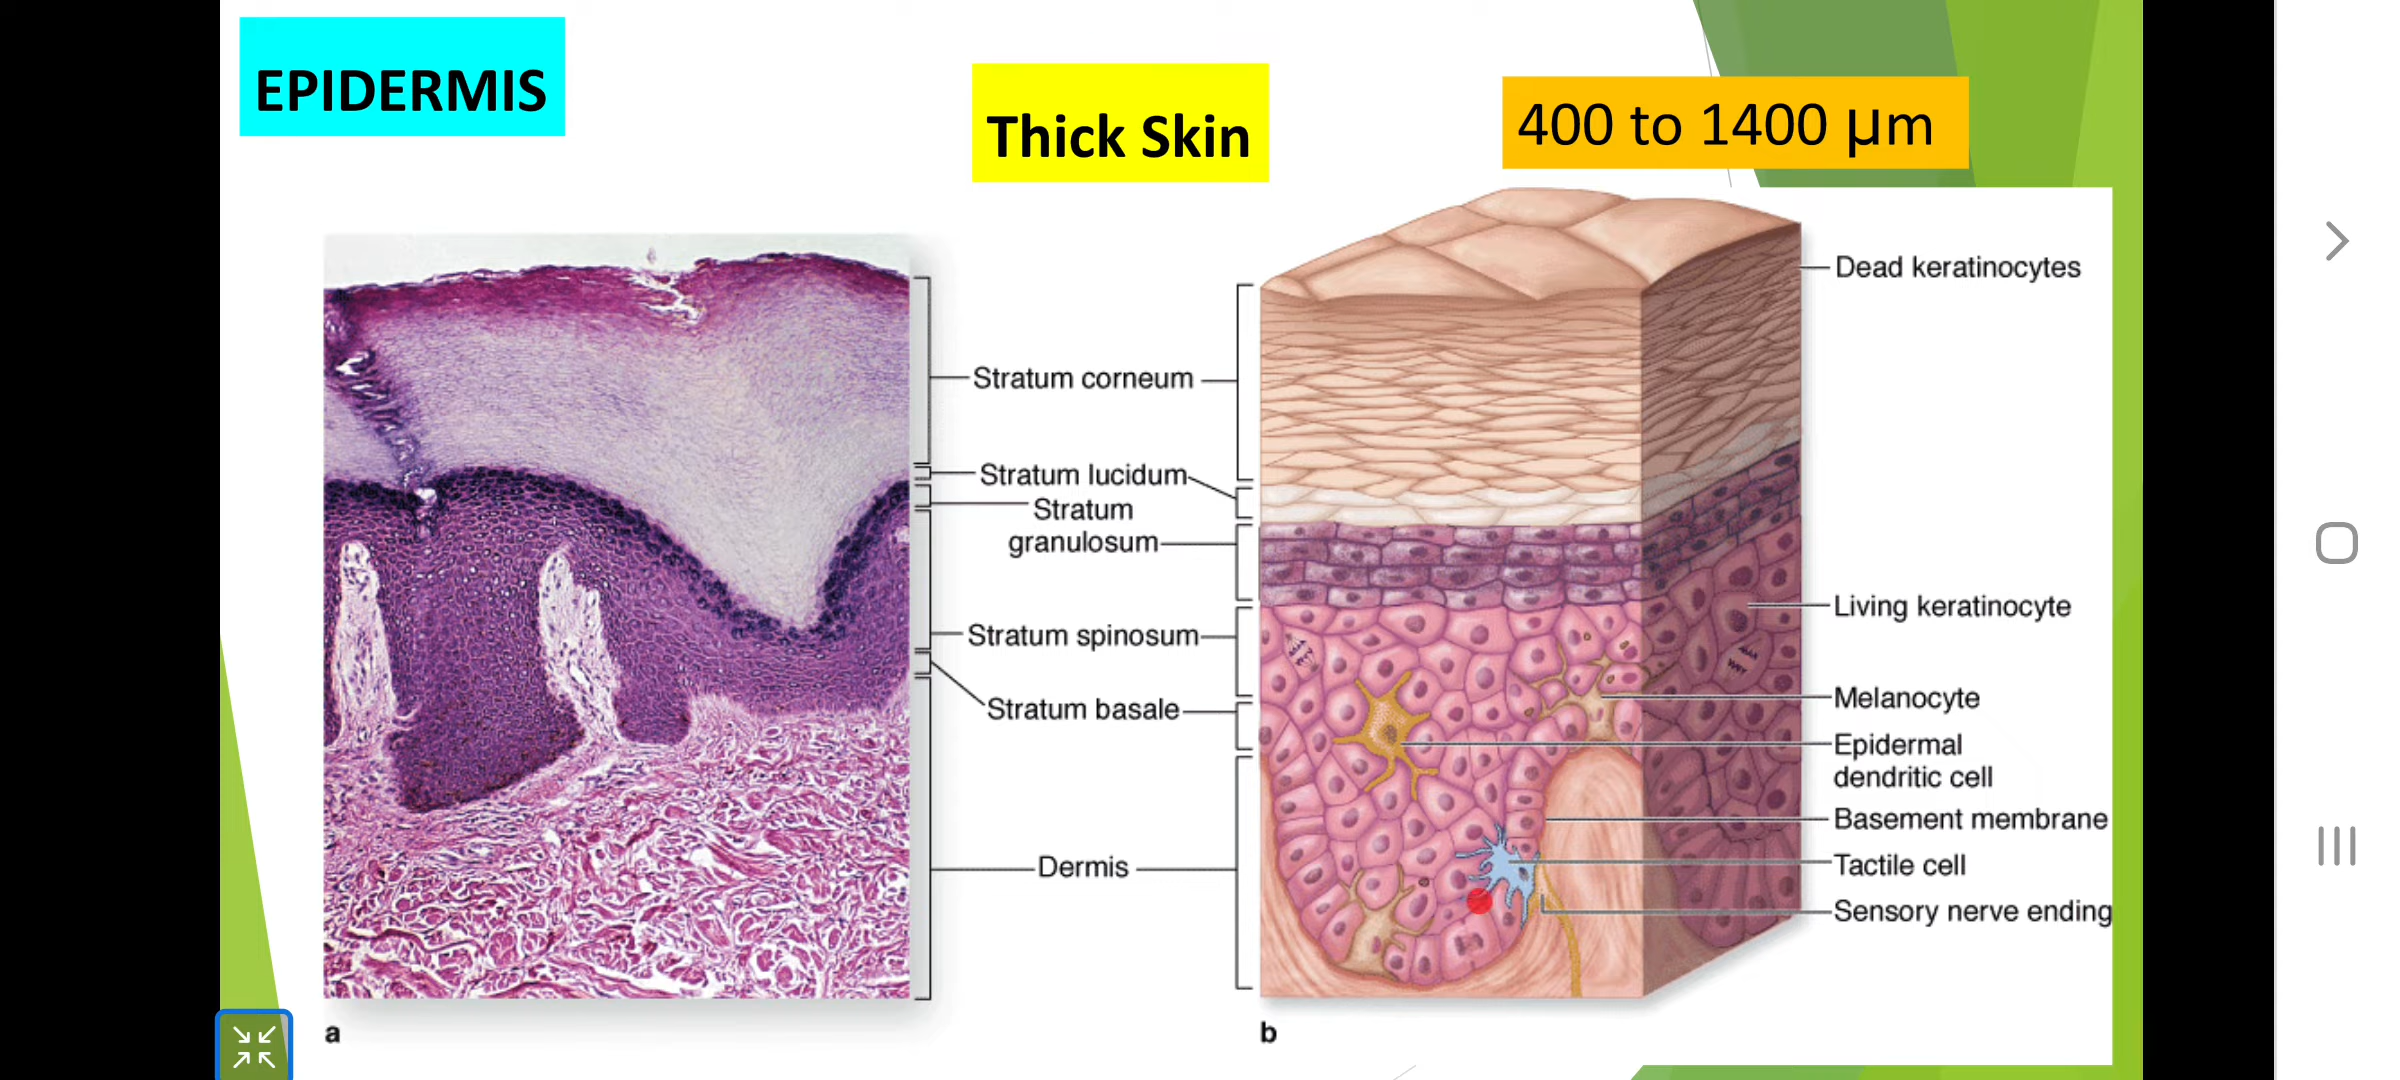 EPIDERMIS
Thick Skin
400 to 1400 µm
Stratum corneum
Stratum lucidum
Stratum
granulosum
Stratum spinosum
Stratum basale
Dermis
Dead keratinocytes
Living keratinocyte
Melanocyte
Epidermal
dendritic cell
Basement membrane
Tactile cell
Sensory nerve ending
a
b